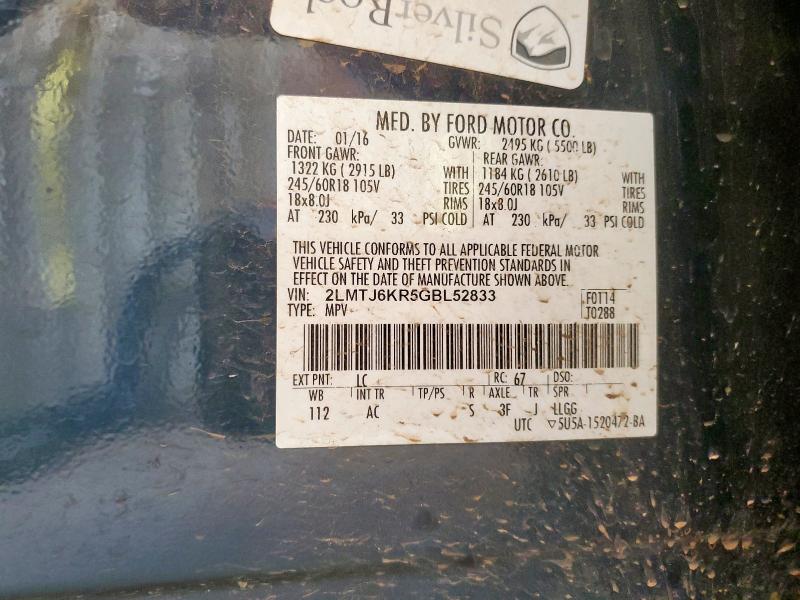 SilverRock
MFD. BY FORD MOTOR CO.
DATE: 01/16 GVWR: 2495 KG ( 5500 LB)
FRONT GAWR: REAR GAWR:
1322 KG ( 2915 LB) WITH 1184 KG ( 2610 LB) WITH
245/60R18 105V TIRES 245/60R18 105V TIRES
18x8.0J RIMS 18x8.0J RIMS
AT 230 kPa/ 33 PSI COLD AT 230 kPa/ 33 PSI COLD
THIS VEHICLE CONFORMS TO ALL APPLICABLE FEDERAL MOTOR
VEHICLE SAFETY AND THEFT PREVENTION STANDARDS IN
EFFECT ON THE DATE OF MANUFACTURE SHOWN ABOVE.
VIN: 2LMTJ6KR5GBL52833 F0114
TYPE: MPV T0288
EXT PNT: LC RC: 67 DSO:
WB INT TR TP/PS R AXLE TR SPR
112 AC S 3F J LLGG
UTC ▽5U5A-1520472-BA